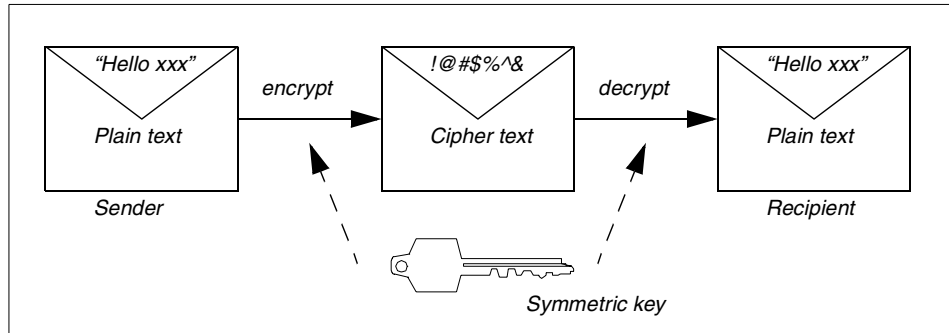 “Hello xxx”
!@#$%^&
“Hello xxx”
encrypt
decrypt
Plain text
Cipher text
Plain text
Sender
Recipient
Symmetric key